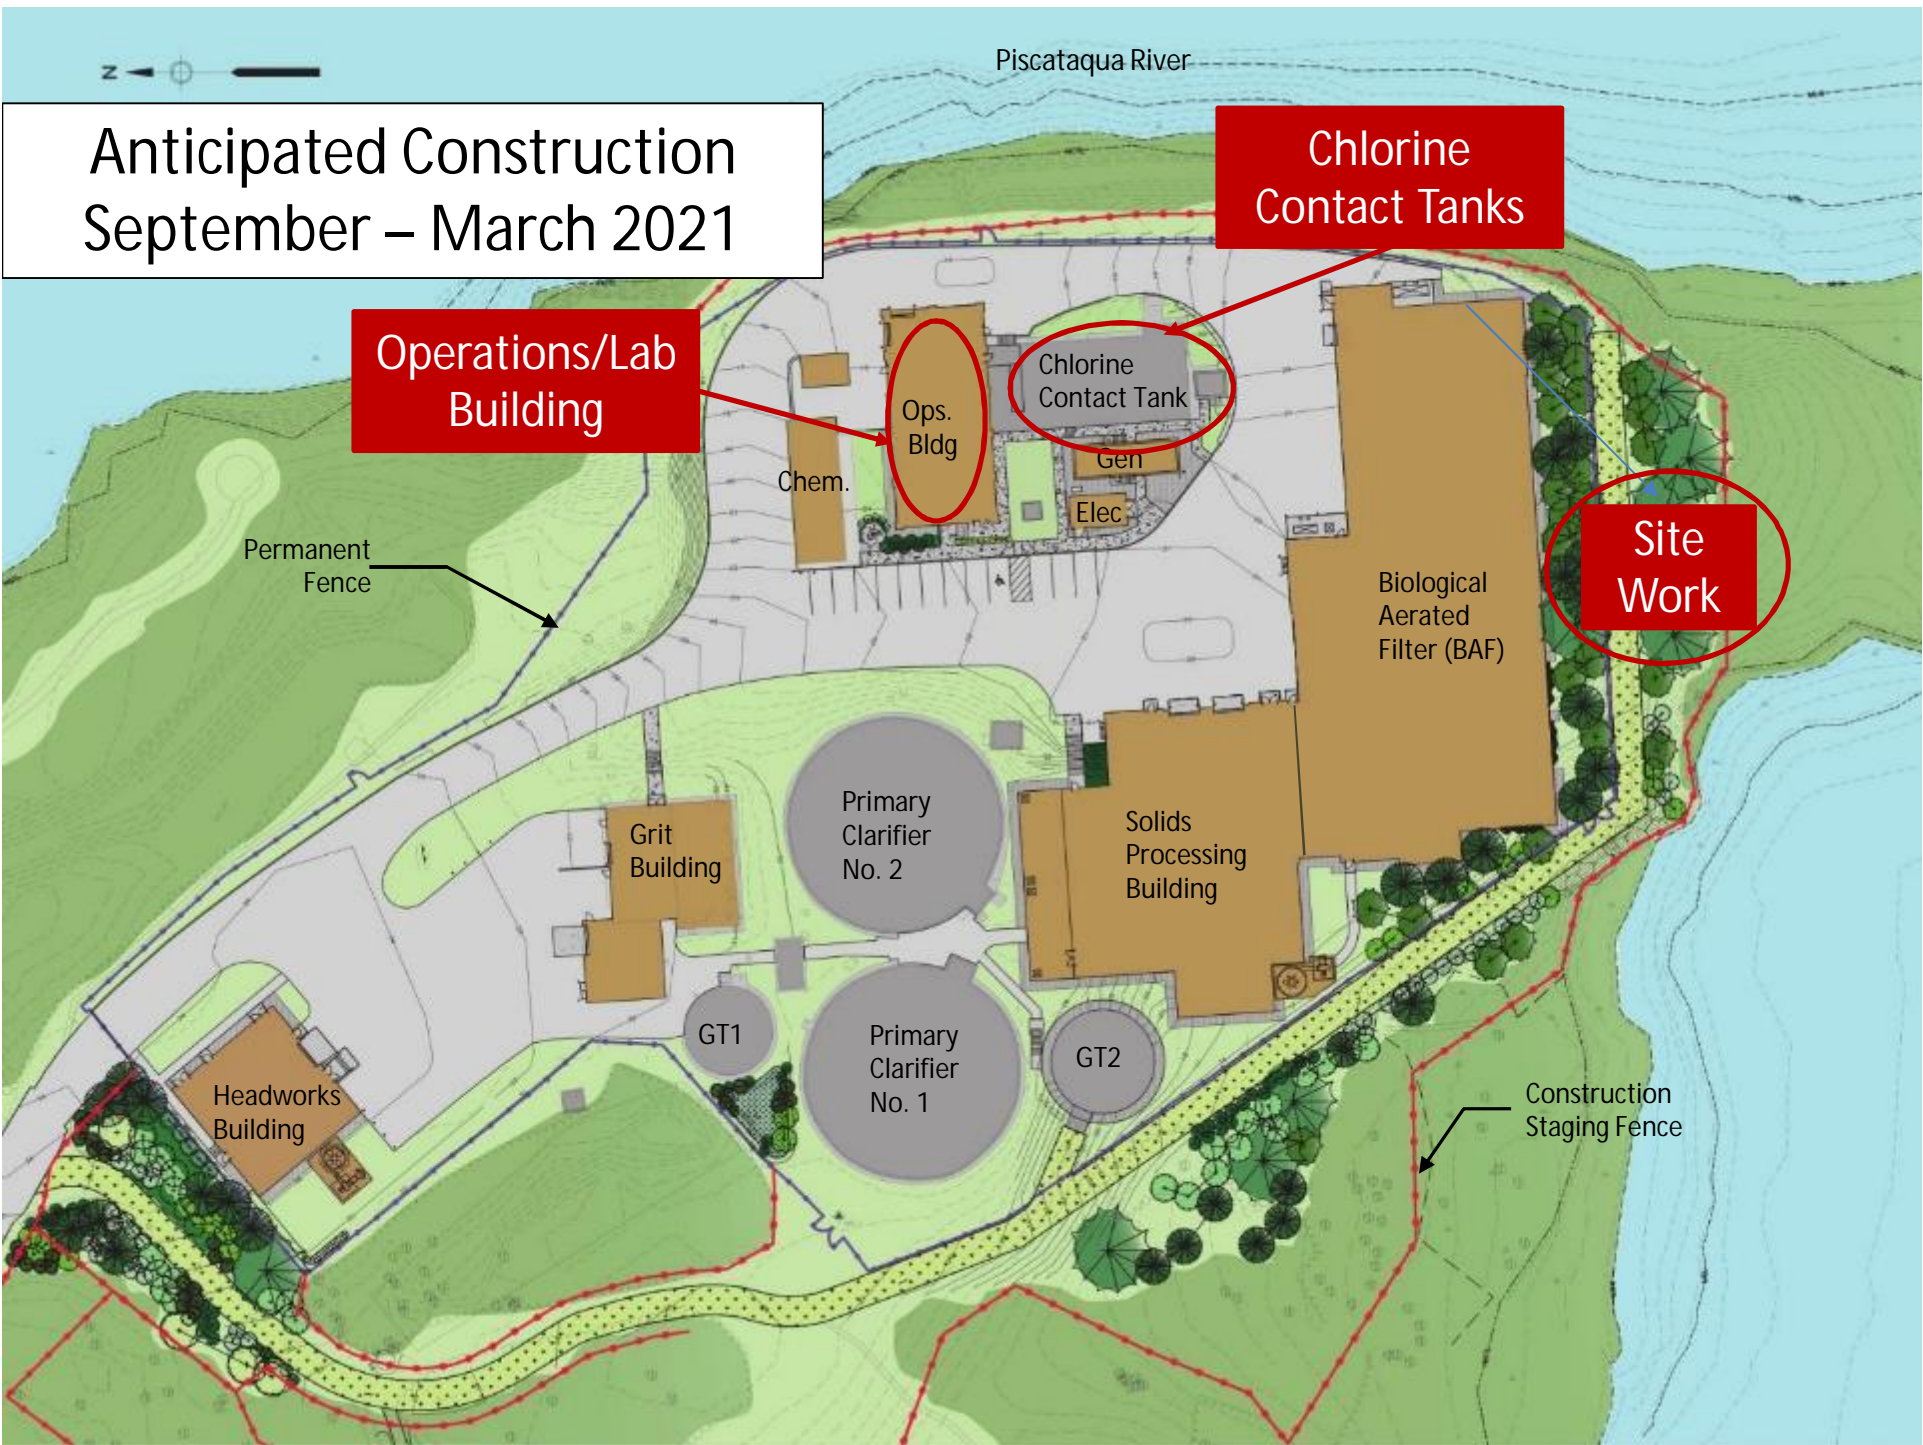 Piscataqua River
N
Anticipated Construction
September – March 2021
Chlorine
Contact Tanks
Operations/Lab
Building
Chlorine
Contact Tank
Ops.
Bldg
Gen
Chem.
Elec
Site
Work
Permanent
Fence
Biological
Aerated
Filter (BAF)
Primary
Clarifier
No. 2
Grit
Building
Solids
Processing
Building
GT1
Primary
Clarifier
No. 1
GT2
Headworks
Building
Construction
Staging Fence